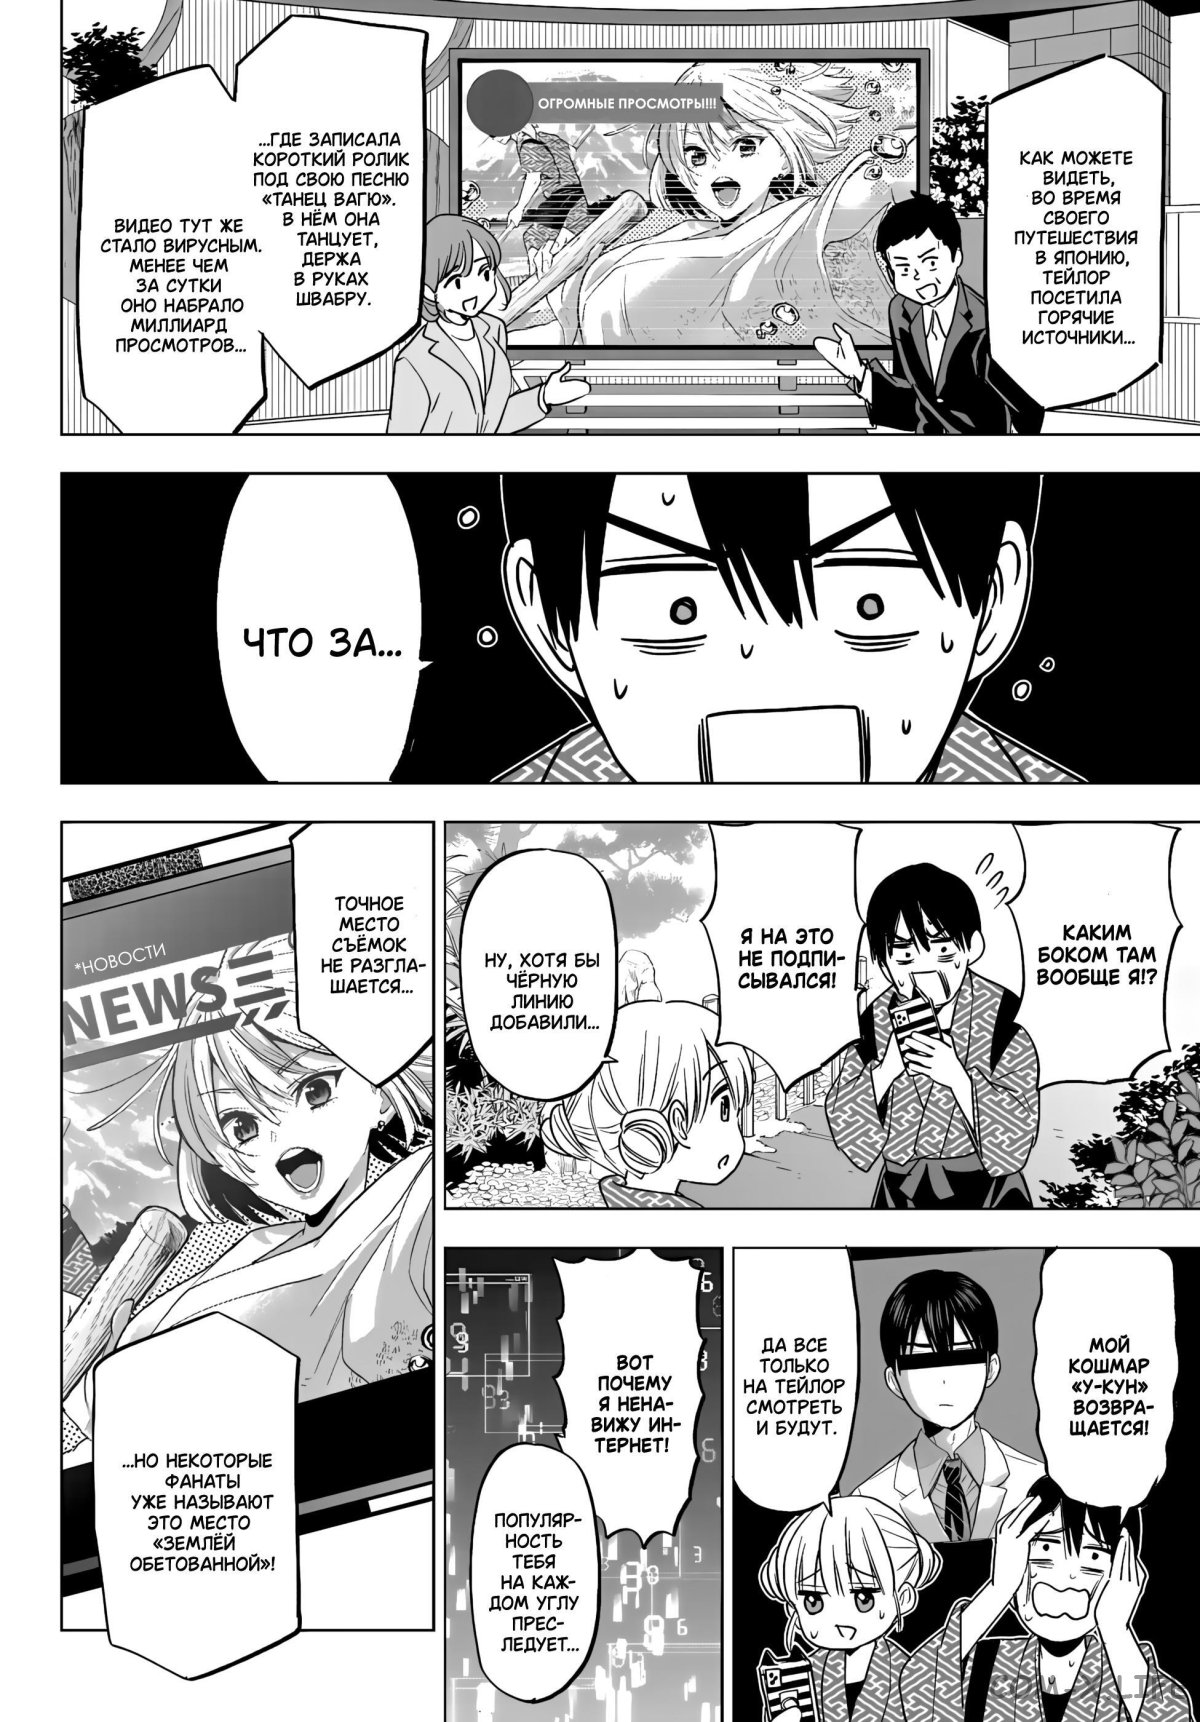 КАК МОЖЕТЕ
ВИДЕТЬ,
ВО ВРЕМЯ
СВОЕГО
ПУТЕШЕСТВИЯ
В ЯПОНИЮ,
ТЕЙЛОР
ПОСЕТИЛА
ГОРЯЧИЕ
ИСТОЧНИКИ...
ОГРОМНЫЕ ПРОСМОТРЫ!!!
...ГДЕ ЗАПИСАЛА
КОРОТКИЙ РОЛИК
ПОД СВОЮ ПЕСНЮ
«ТАНЕЦ ВАГЮ».
В НЁМ ОНА
ТАНЦУЕТ,
ДЕРЖА
В РУКАХ
ШВАБРУ.
ВИДЕО ТУТ ЖЕ
СТАЛО ВИРУСНЫМ.
МЕНЕЕ ЧЕМ
ЗА СУТКИ
ОНО НАБРАЛО
МИЛЛИАРД
ПРОСМОТРОВ...
ЧТО ЗА...
КАКИМ
БОКОМ ТАМ
ВООБЩЕ Я!?
Я НА ЭТО
НЕ ПОДПИ-
СЫВАЛСЯ!
НУ, ХОТЯ БЫ
ЧЁРНУЮ
ЛИНИЮ
ДОБАВИЛИ...
МОЙ
КОШМАР
«У-КУН»
ВОЗВРА-
ЩАЕТСЯ!
ДА ВСЕ
ТОЛЬКО
НА ТЕЙЛОР
СМОТРЕТЬ
И БУДУТ.
ВОТ
ПОЧЕМУ
Я НЕНА-
ВИЖУ ИН-
ТЕРНЕТ!
ПОПУЛЯР-
НОСТЬ
ТЕБЯ
НА КАЖ-
ДОМ УГЛУ
ПРЕС-
ЛЕДУЕТ...
ТОЧНОЕ
МЕСТО
СЪЁМОК
НЕ РАЗГЛА-
ШАЕТСЯ...
*НОВОСТИ
NEWS
...НО НЕКОТОРЫЕ
ФАНАТЫ
УЖЕ НАЗЫВАЮТ
ЭТО МЕСТО
«ЗЕМЛЁЙ
ОБЕТОВАННОЙ»!
COM-X.LIFE